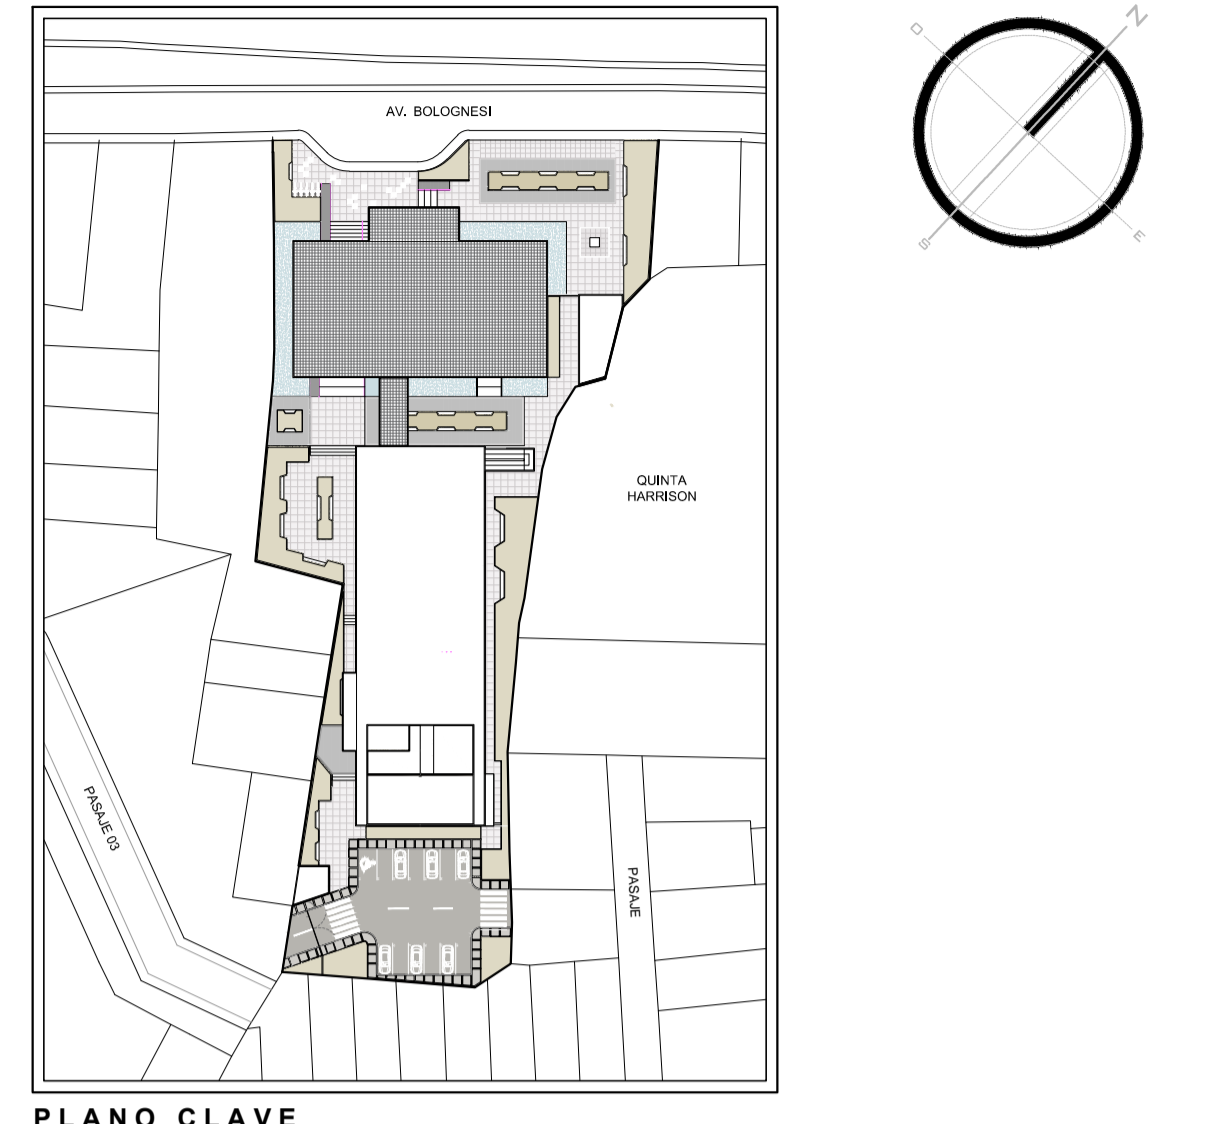 AV. BOLOGNESI
N
O
S
E
QUINTA
HARRISON
PASAJE 03
PASAJE
PLANO CLAVE